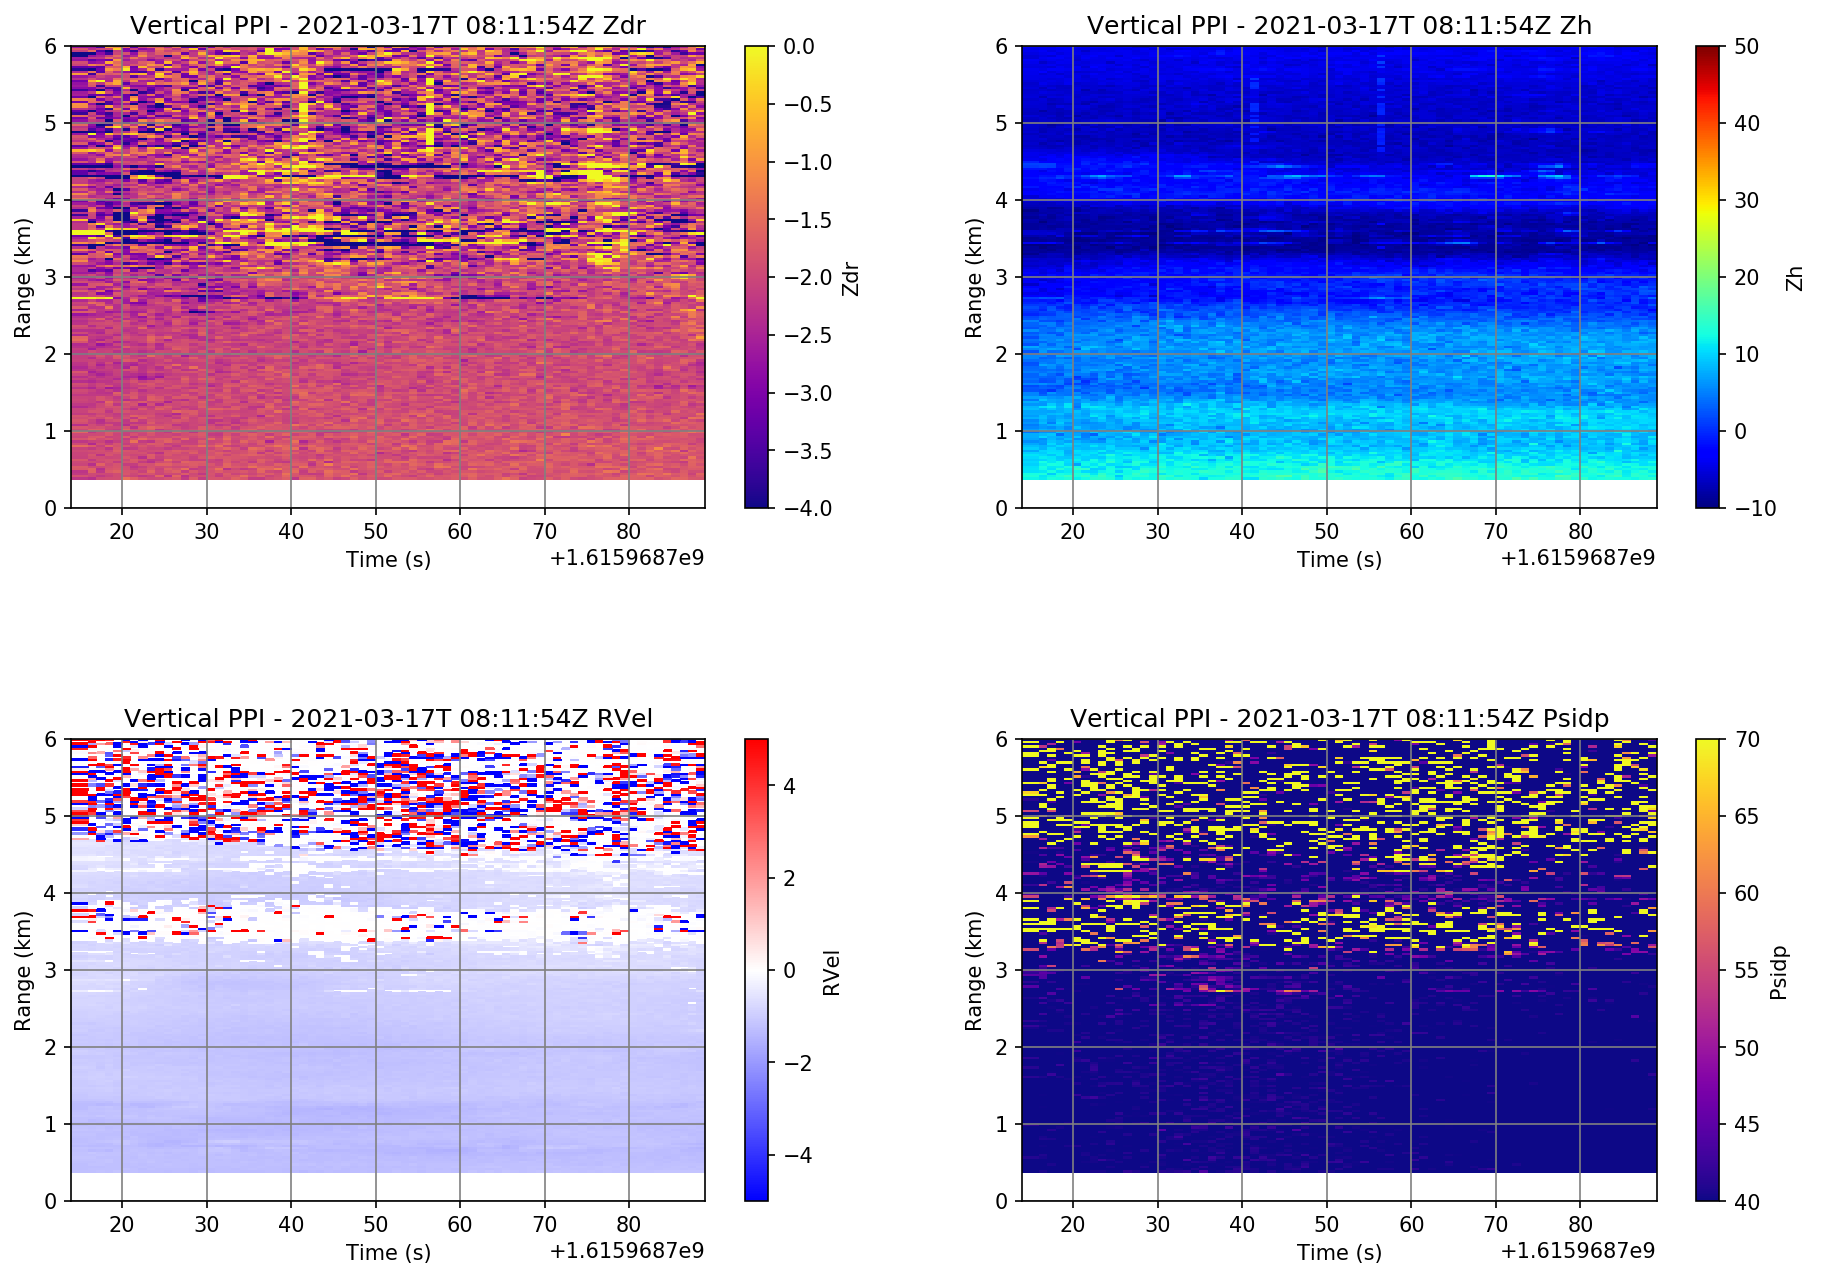 Vertical PPI - 2021-03-17T 08:11:54Z Zdr
6
5
4
3
2
1
0
Range (km)
20 30 40 50 60 70 80
Time (s)
+1.6159687e9
0.0
−0.5
−1.0
−1.5
−2.0
−2.5
−3.0
−3.5
−4.0
Zdr
Vertical PPI - 2021-03-17T 08:11:54Z Zh
6
5
4
3
2
1
0
Range (km)
20 30 40 50 60 70 80
Time (s)
+1.6159687e9
50
40
30
20
10
0
−10
Zh
Vertical PPI - 2021-03-17T 08:11:54Z RVel
6
5
4
3
2
1
0
Range (km)
20 30 40 50 60 70 80
Time (s)
+1.6159687e9
4
2
0
−2
−4
RVel
Vertical PPI - 2021-03-17T 08:11:54Z Psidp
6
5
4
3
2
1
0
Range (km)
20 30 40 50 60 70 80
Time (s)
+1.6159687e9
70
65
60
55
50
45
40
Psidp